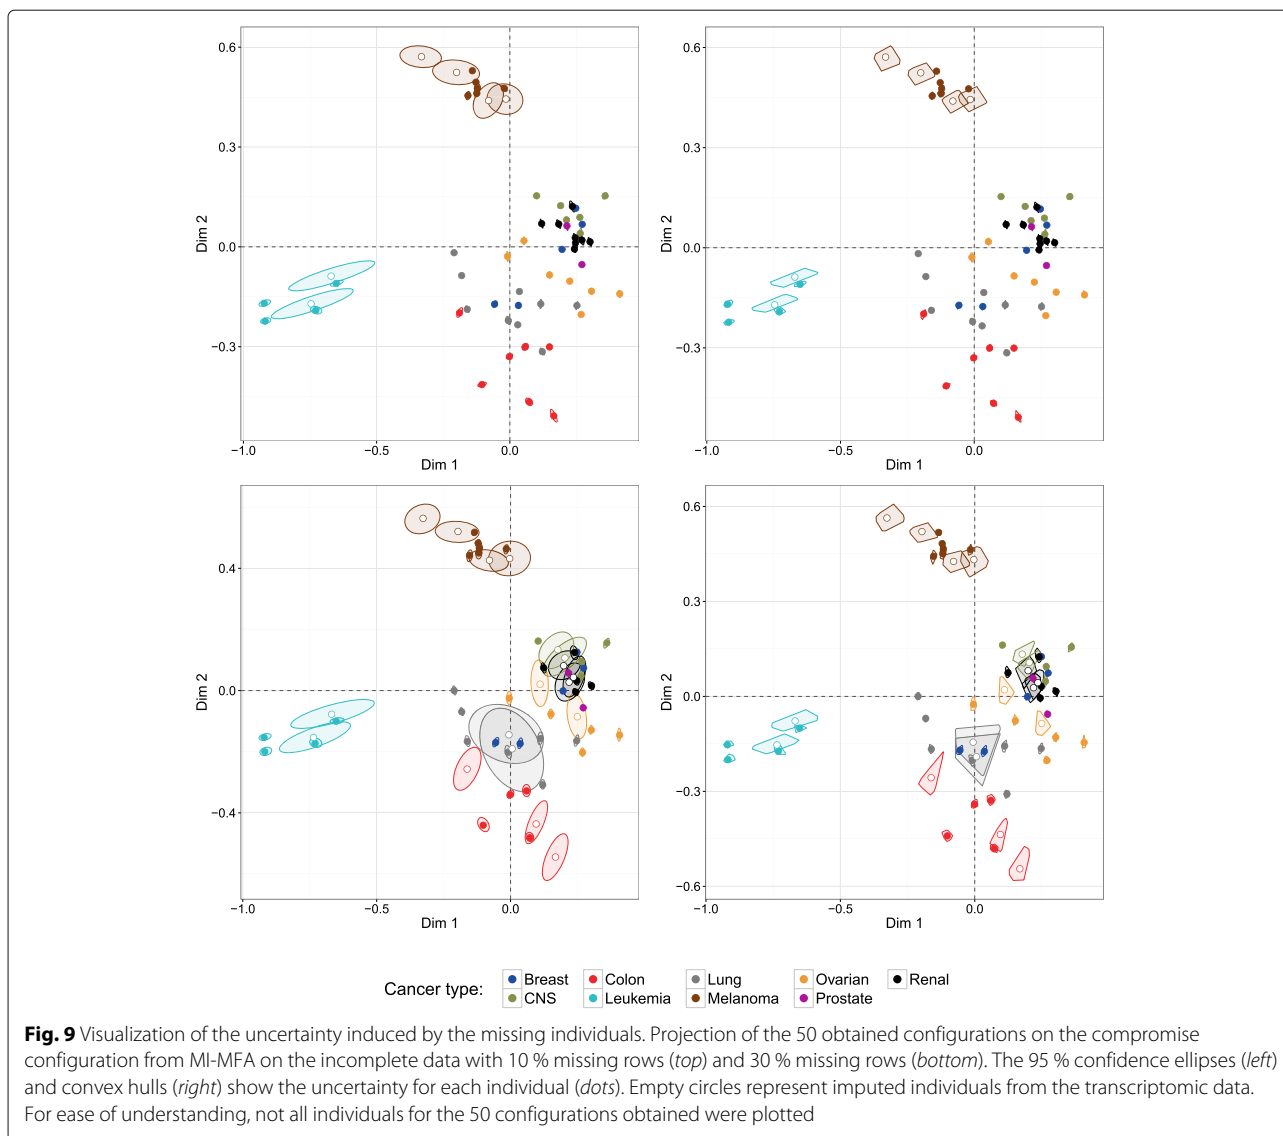 0.6
0.3
0.0
−0.3
Dim 2
−1.0 −0.5 0.0
Dim 1
0.6
0.3
0.0
−0.3
Dim 2
−1.0 −0.5 0.0
Dim 1
0.4
0.0
−0.4
Dim 2
−1.0 −0.5 0.0
Dim 1
0.6
0.3
0.0
−0.3
−0.6
Dim 2
−1.0 −0.5 0.0
Dim 1
Cancer type: Breast Colon Lung Ovarian Renal
CNS Leukemia Melanoma Prostate
Fig. 9 Visualization of the uncertainty induced by the missing individuals. Projection of the 50 obtained configurations on the compromise
configuration from MI-MFA on the incomplete data with 10 % missing rows (top) and 30 % missing rows (bottom). The 95 % confidence ellipses (left)
and convex hulls (right) show the uncertainty for each individual (dots). Empty circles represent imputed individuals from the transcriptomic data.
For ease of understanding, not all individuals for the 50 configurations obtained were plotted